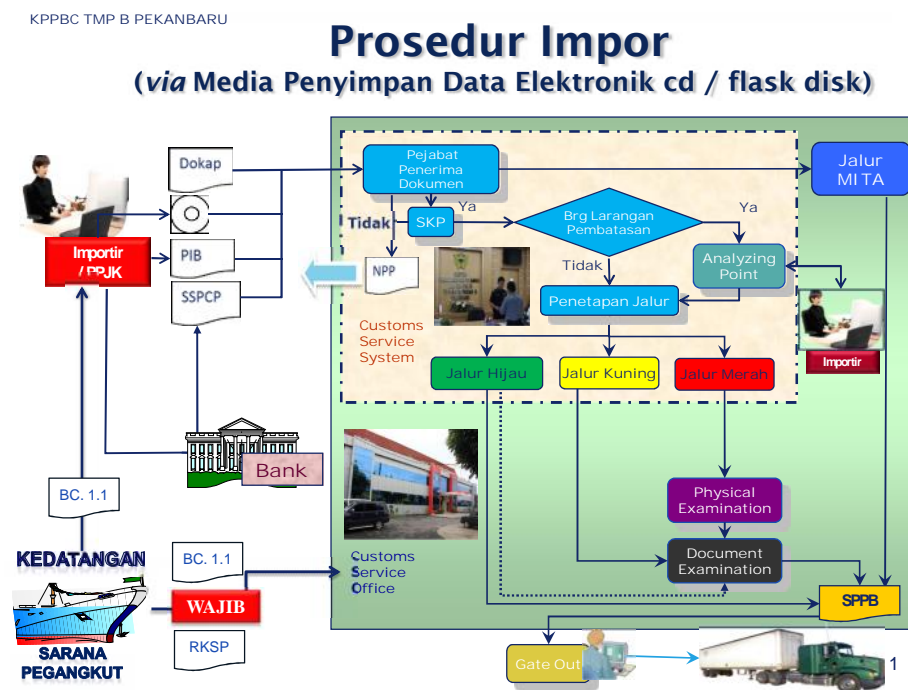 KPPBC TMP B PEKANBARU
Prosedur Impor
(via Media Penyimpan Data Elektronik cd / flask disk)
Dokap
Pejabat
Penerima
Dokumen
Jalur
MITA
Tidak
SKP
Ya
Brg Larangan
Pembatasan
Ya
Importir
/ PPJK
PIB
NPP
Tidak
Analyzing
Point
SSPCP
Penetapan Jalur
Customs
Service
System
Importir
Jalur Hijau
Jalur Kuning
Jalur Merah
Bank
BC. 1.1
Physical
Examination
KEDATANGAN
BC. 1.1
Customs
Service
Office
Document
Examination
WAJIB
SPPB
SARANA
PEGANGKUT
RKSP
Gate Out
1